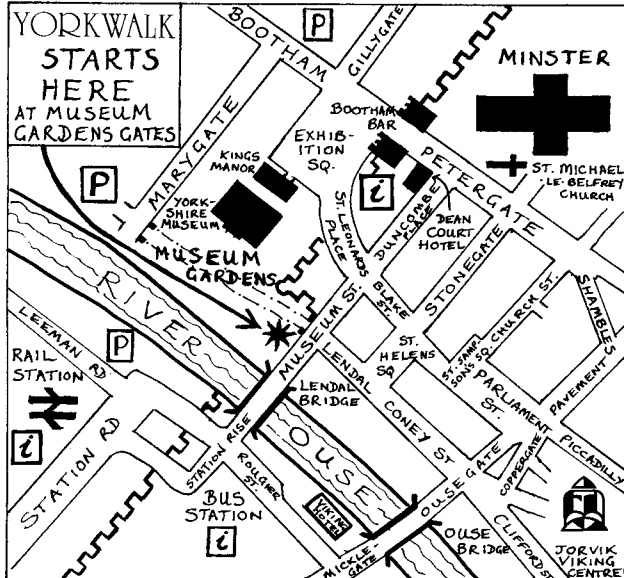 YORKWALK
STARTS
HERE
AT MUSEUM
GARDENS GATES
BOOTHAM
P
i
GILLYGATE
MINSTER
BOOTHAM
BAR
EXHIB-
ITION
SQ.
MARYGATE
KINGS
MANOR
P
YORK-
SHIRE
MUSEUM
MUSEUM
GARDENS
ST. LEONARDS
PLACE
i
DUNCOMBE
PLACE
PETERGATE
ST. MICHAEL
-LE-BELFREY
CHURCH
DEAN
COURT
HOTEL
STONEGATE
RIVER
OUSE
LEEMAN RD
P
RAIL
STATION
i
STATION RD
MUSEUM ST.
BLAKE
ST.
ST.
HELENS
SQ
ST. SAMP-
SON'S SQ.
CHURCH ST.
SHAMBLES
LENDAL
LENDAL
BRIDGE
CONEY ST
PARLIAMENT
ST.
PAVEMENT
PICCADILLY
STATION RISE
ROUGIER
ST.
BUS
STATION
i
VIKING
HOTEL
MICKLE
GATE
OUSEGATE
COPPERGATE
OUSE
BRIDGE
CLIFFORD ST
JORVIK
VIKING
CENTRE